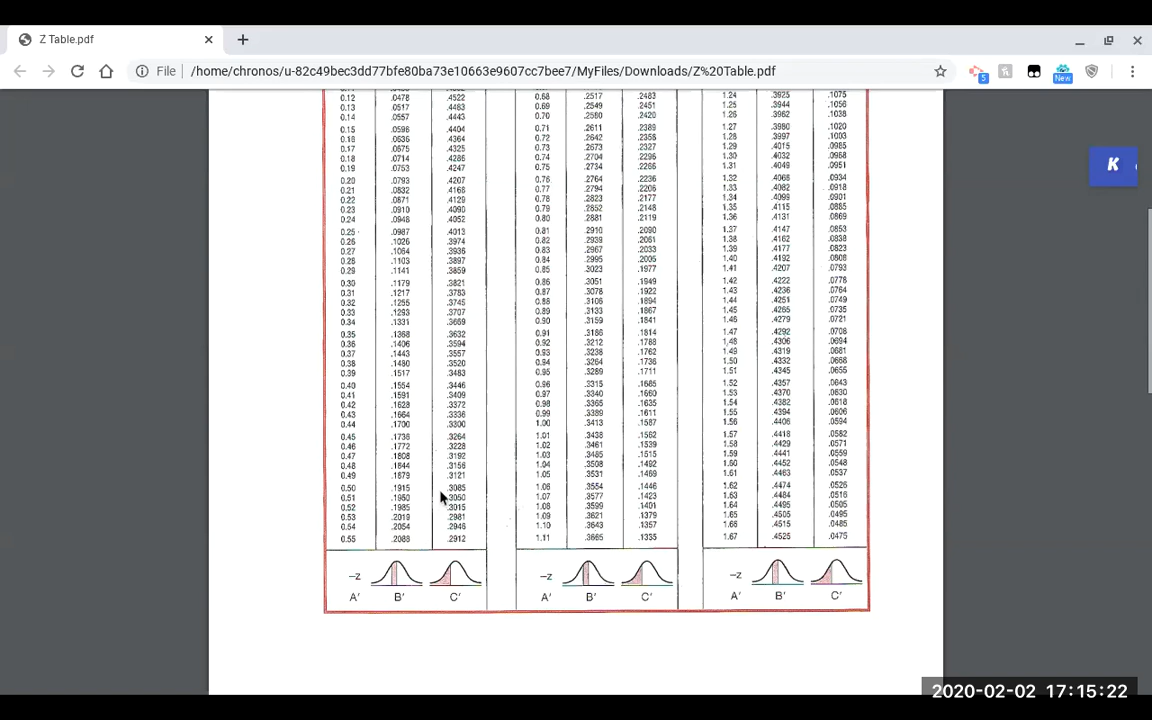 Z Table.pdf
File /home/chronos/u-82c49bec3dd77bfe80ba73e10663e9607cc7bee7/MyFiles/Downloads/Z%20Table.pdf
5 New
K
0.12 .0478 .4522 0.68 .2517 .2483 1.24 .3925 .1075
0.13 .0517 .4483 0.69 .2549 .2451 1.25 .3944 .1056
0.14 .0557 .4443 0.70 .2580 .2420 1.26 .3962 .1038
0.15 .0596 .4404 0.71 .2611 .2389 1.27 .3980 .1020
0.16 .0636 .4364 0.72 .2642 .2358 1.28 .3997 .1003
0.17 .0675 .4325 0.73 .2673 .2327 1.29 .4015 .0985
0.18 .0714 .4286 0.74 .2704 .2296 1.30 .4032 .0968
0.19 .0753 .4247 0.75 .2734 .2266 1.31 .4049 .0951
0.20 .0793 .4207 0.76 .2764 .2236 1.32 .4066 .0934
0.21 .0832 .4168 0.77 .2794 .2206 1.33 .4082 .0918
0.22 .0871 .4129 0.78 .2823 .2177 1.34 .4099 .0901
0.23 .0910 .4090 0.79 .2852 .2148 1.35 .4115 .0885
0.24 .0948 .4052 0.80 .2881 .2119 1.36 .4131 .0869
0.25 .0987 .4013 0.81 .2910 .2090 1.37 .4147 .0853
0.26 .1026 .3974 0.82 .2939 .2061 1.38 .4162 .0838
0.27 .1064 .3936 0.83 .2967 .2033 1.39 .4177 .0823
0.28 .1103 .3897 0.84 .2995 .2005 1.40 .4192 .0808
0.29 .1141 .3859 0.85 .3023 .1977 1.41 .4207 .0793
0.30 .1179 .3821 0.86 .3051 .1949 1.42 .4222 .0778
0.31 .1217 .3783 0.87 .3078 .1922 1.43 .4236 .0764
0.32 .1255 .3745 0.88 .3106 .1894 1.44 .4251 .0749
0.33 .1293 .3707 0.89 .3133 .1867 1.45 .4265 .0735
0.34 .1331 .3669 0.90 .3159 .1841 1.46 .4279 .0721
0.35 .1368 .3632 0.91 .3186 .1814 1.47 .4292 .0708
0.36 .1406 .3594 0.92 .3212 .1788 1.48 .4306 .0694
0.37 .1443 .3557 0.93 .3238 .1762 1.49 .4319 .0681
0.38 .1480 .3520 0.94 .3264 .1736 1.50 .4332 .0668
0.39 .1517 .3483 0.95 .3289 .1711 1.51 .4345 .0655
0.40 .1554 .3446 0.96 .3315 .1685 1.52 .4357 .0643
0.41 .1591 .3409 0.97 .3340 .1660 1.53 .4370 .0630
0.42 .1628 .3372 0.98 .3365 .1635 1.54 .4382 .0618
0.43 .1664 .3336 0.99 .3389 .1611 1.55 .4394 .0606
0.44 .1700 .3300 1.00 .3413 .1587 1.56 .4406 .0594
0.45 .1736 .3264 1.01 .3438 .1562 1.57 .4418 .0582
0.46 .1772 .3228 1.02 .3461 .1539 1.58 .4429 .0571
0.47 .1808 .3192 1.03 .3485 .1515 1.59 .4441 .0559
0.48 .1844 .3156 1.04 .3508 .1492 1.60 .4452 .0548
0.49 .1879 .3121 1.05 .3531 .1469 1.61 .4463 .0537
0.50 .1915 .3085 1.06 .3554 .1446 1.62 .4474 .0526
0.51 .1950 .3050 1.07 .3577 .1423 1.63 .4484 .0516
0.52 .1985 .3015 1.08 .3599 .1401 1.64 .4495 .0505
0.53 .2019 .2981 1.09 .3621 .1379 1.65 .4505 .0495
0.54 .2054 .2946 1.10 .3643 .1357 1.66 .4515 .0485
0.55 .2088 .2912 1.11 .3665 .1335 1.67 .4525 .0475
–z –z –z
A′ B′ C′ A′ B′ C′ A′ B′ C′
2020-02-02 17:15:22